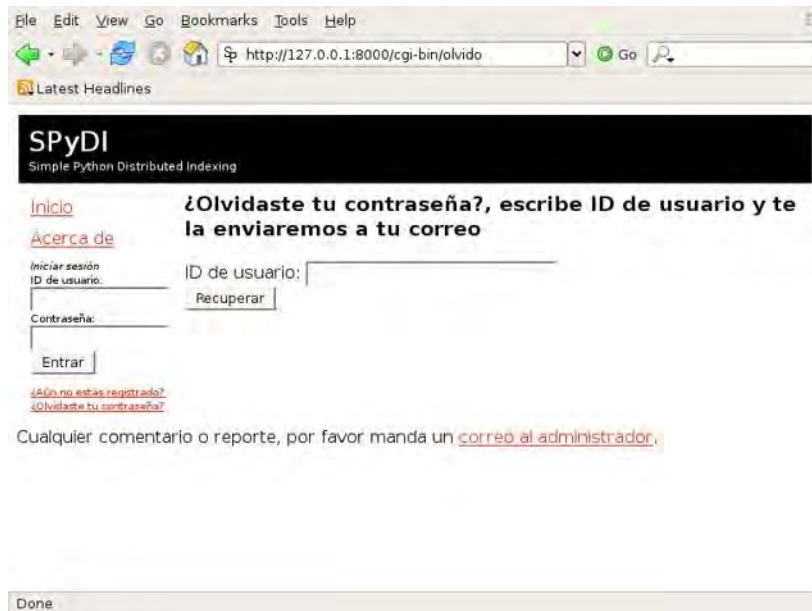 File Edit View Go Bookmarks Tools Help
http://127.0.0.1:8000/cgi-bin/olvido
Go
Latest Headlines
SPyDI
Simple Python Distributed Indexing
Inicio
Acerca de
Iniciar sesión
ID de usuario:
Contraseña:
Entrar
¿Aún no estás registrado?
¿Olvidaste tu contraseña?
¿Olvidaste tu contraseña?, escribe ID de usuario y te
la enviaremos a tu correo
ID de usuario:
Recuperar
Cualquier comentario o reporte, por favor manda un correo al administrador.
Done